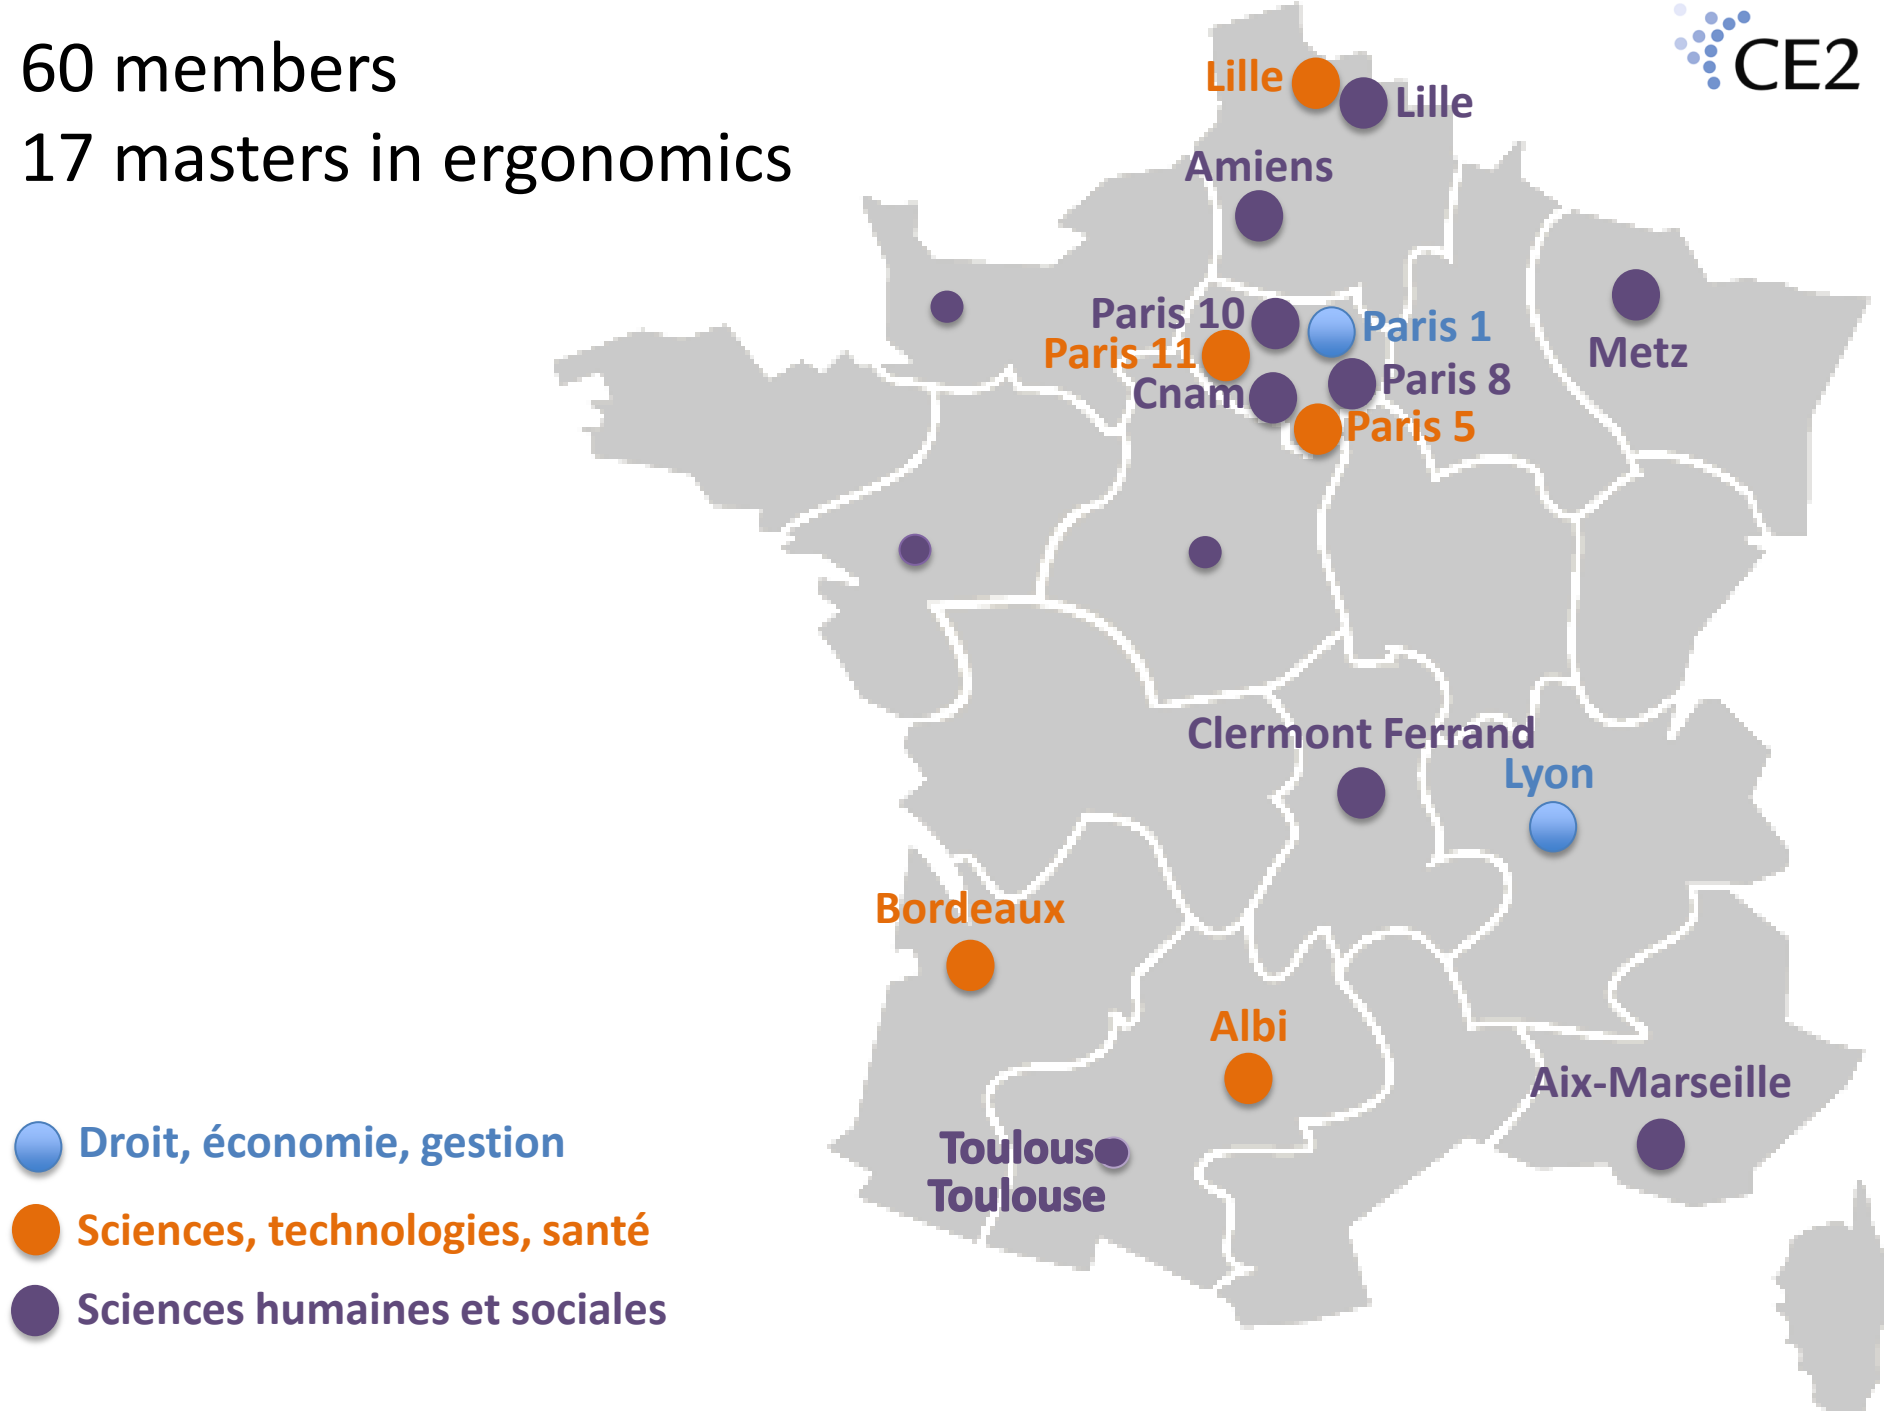 60 members
17 masters in ergonomics
CE2
Lille
Lille
Amiens
Paris 10
Paris 1
Paris 11
Metz
Cnam
Paris 8
Paris 5
Clermont Ferrand
Lyon
Bordeaux
Albi
Aix-Marseille
Toulouse
Toulouse
Droit, économie, gestion
Sciences, technologies, santé
Sciences humaines et sociales